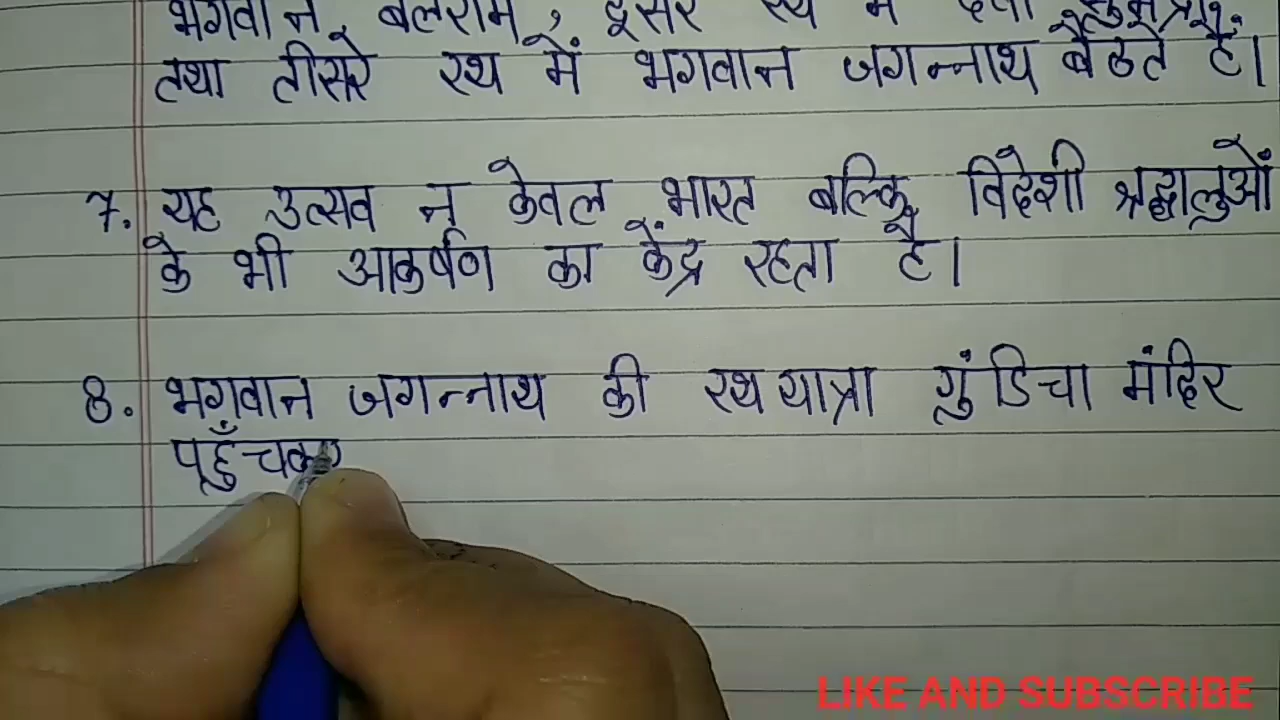 भगवान बलराम, दूसरे रथ में देवी सुभद्रा
तथा तीसरे रथ में भगवान जगन्नाथ बैठते हैं।
7. यह उत्सव न केवल भारत बल्कि विदेशी श्रद्धालुओं
के भी आकर्षण का केंद्र रहता है।
8. भगवान जगन्नाथ की रथ यात्रा गुंडिचा मंदिर
पहुँचकर
LIKE AND SUBSCRIBE